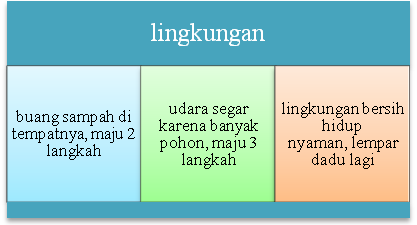 lingkungan
buang sampah di
tempatnya, maju 2
langkah
udara segar
karena banyak
pohon, maju 3
langkah
lingkungan bersih
hidup
nyaman, lempar
dadu lagi